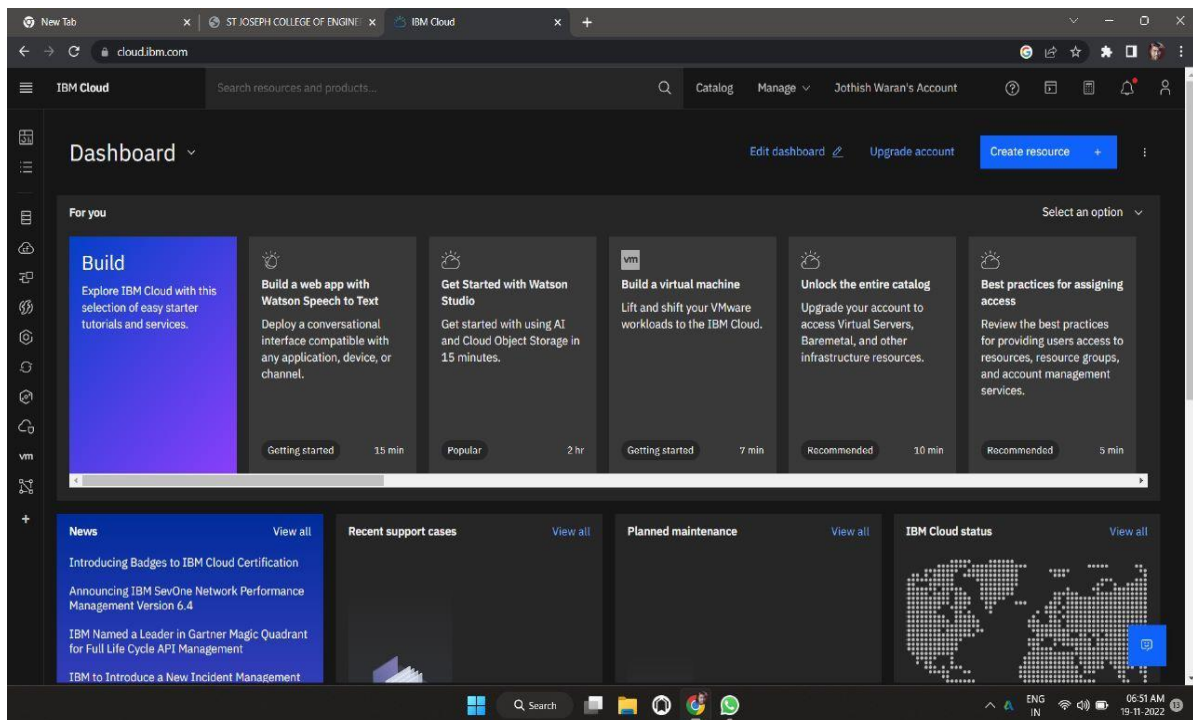 New Tab
ST JOSEPH COLLEGE OF ENGINE
IBM Cloud
cloud.ibm.com
IBM Cloud
Search resources and products...
Catalog
Manage
Jothish Waran's Account
Dashboard
Edit dashboard
Upgrade account
Create resource +
For you
Select an option
Build
Explore IBM Cloud with this
selection of easy starter
tutorials and services.
Build a web app with
Watson Speech to Text
Deploy a conversational
interface compatible with
any application, device, or
channel.
Getting started
15 min
Get Started with Watson
Studio
Get started with using AI
and Cloud Object Storage in
15 minutes.
Popular
2 hr
vm
Build a virtual machine
Lift and shift your VMware
workloads to the IBM Cloud.
Getting started
7 min
Unlock the entire catalog
Upgrade your account to
access Virtual Servers,
Baremetal, and other
infrastructure resources.
Recommended
10 min
Best practices for assigning
access
Review the best practices
for providing users access to
resources, resource groups,
and account management
services.
Recommended
5 min
vm
News
View all
Introducing Badges to IBM Cloud Certification
Announcing IBM SevOne Network Performance
Management Version 6.4
IBM Named a Leader in Gartner Magic Quadrant
for Full Life Cycle API Management
IBM to Introduce a New Incident Management
Recent support cases
View all
Planned maintenance
View all
IBM Cloud status
View all
Search
ENG
IN
06:51 AM
19-11-2022
13